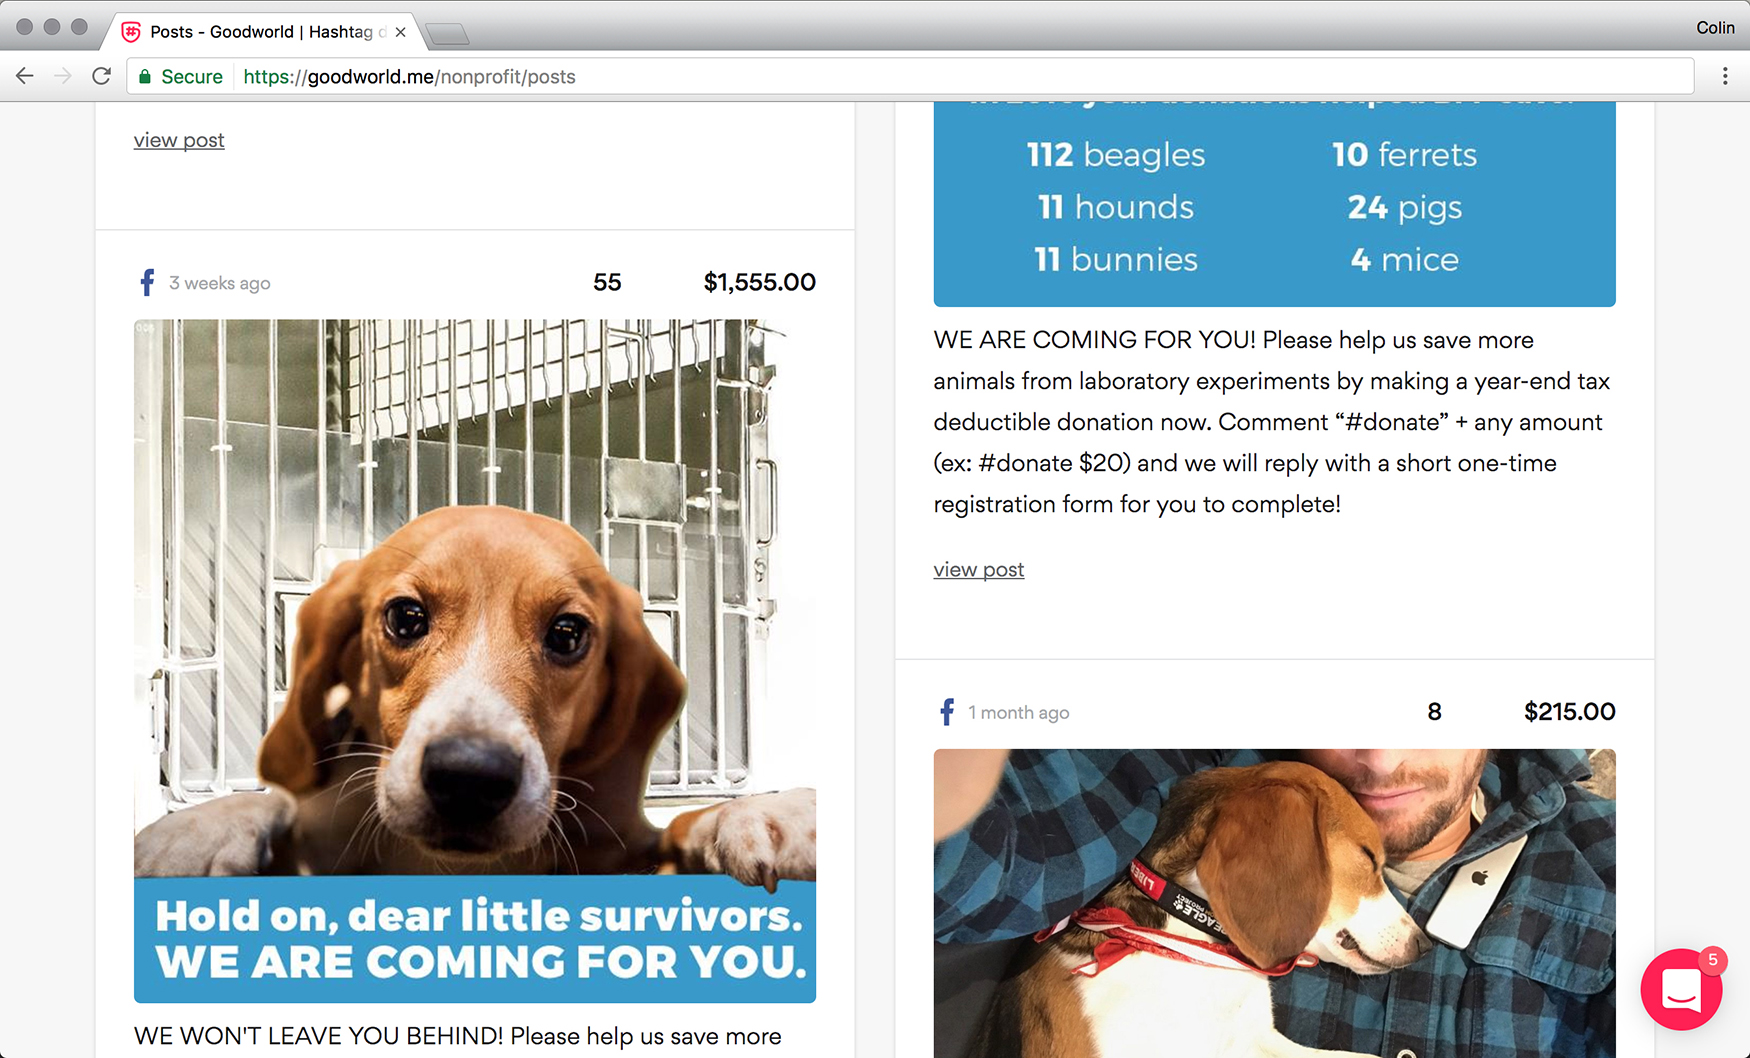 Posts - Goodworld | Hashtag d
Colin
Secure
https://goodworld.me/nonprofit/posts
view post
3 weeks ago
55
$1,555.00
Hold on, dear little survivors.
WE ARE COMING FOR YOU.
WE WON'T LEAVE YOU BEHIND! Please help us save more
112 beagles
10 ferrets
11 hounds
24 pigs
11 bunnies
4 mice
WE ARE COMING FOR YOU! Please help us save more
animals from laboratory experiments by making a year-end tax
deductible donation now. Comment “#donate” + any amount
(ex: #donate $20) and we will reply with a short one-time
registration form for you to complete!
view post
1 month ago
8
$215.00
5